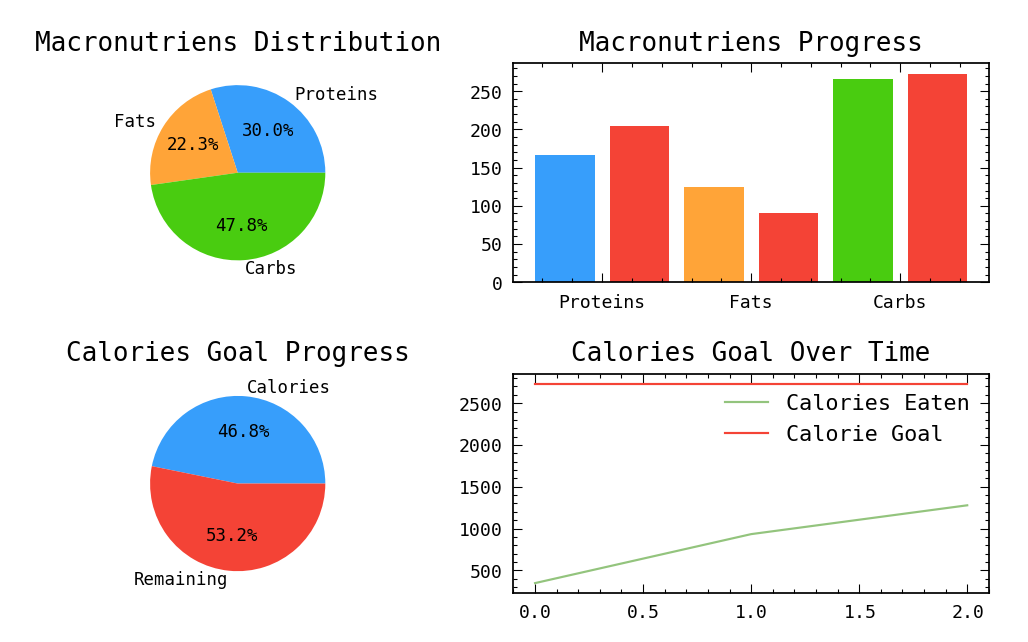 Macronutriens Distribution
Proteins
Fats
30.0%
22.3%
47.8%
Carbs
Macronutriens Progress
250
200
150
100
50
0
Proteins Fats Carbs
Calories Goal Progress
Calories
46.8%
53.2%
Remaining
Calories Goal Over Time
2500
2000
1500
1000
500
Calories Eaten
Calorie Goal
0.0 0.5 1.0 1.5 2.0